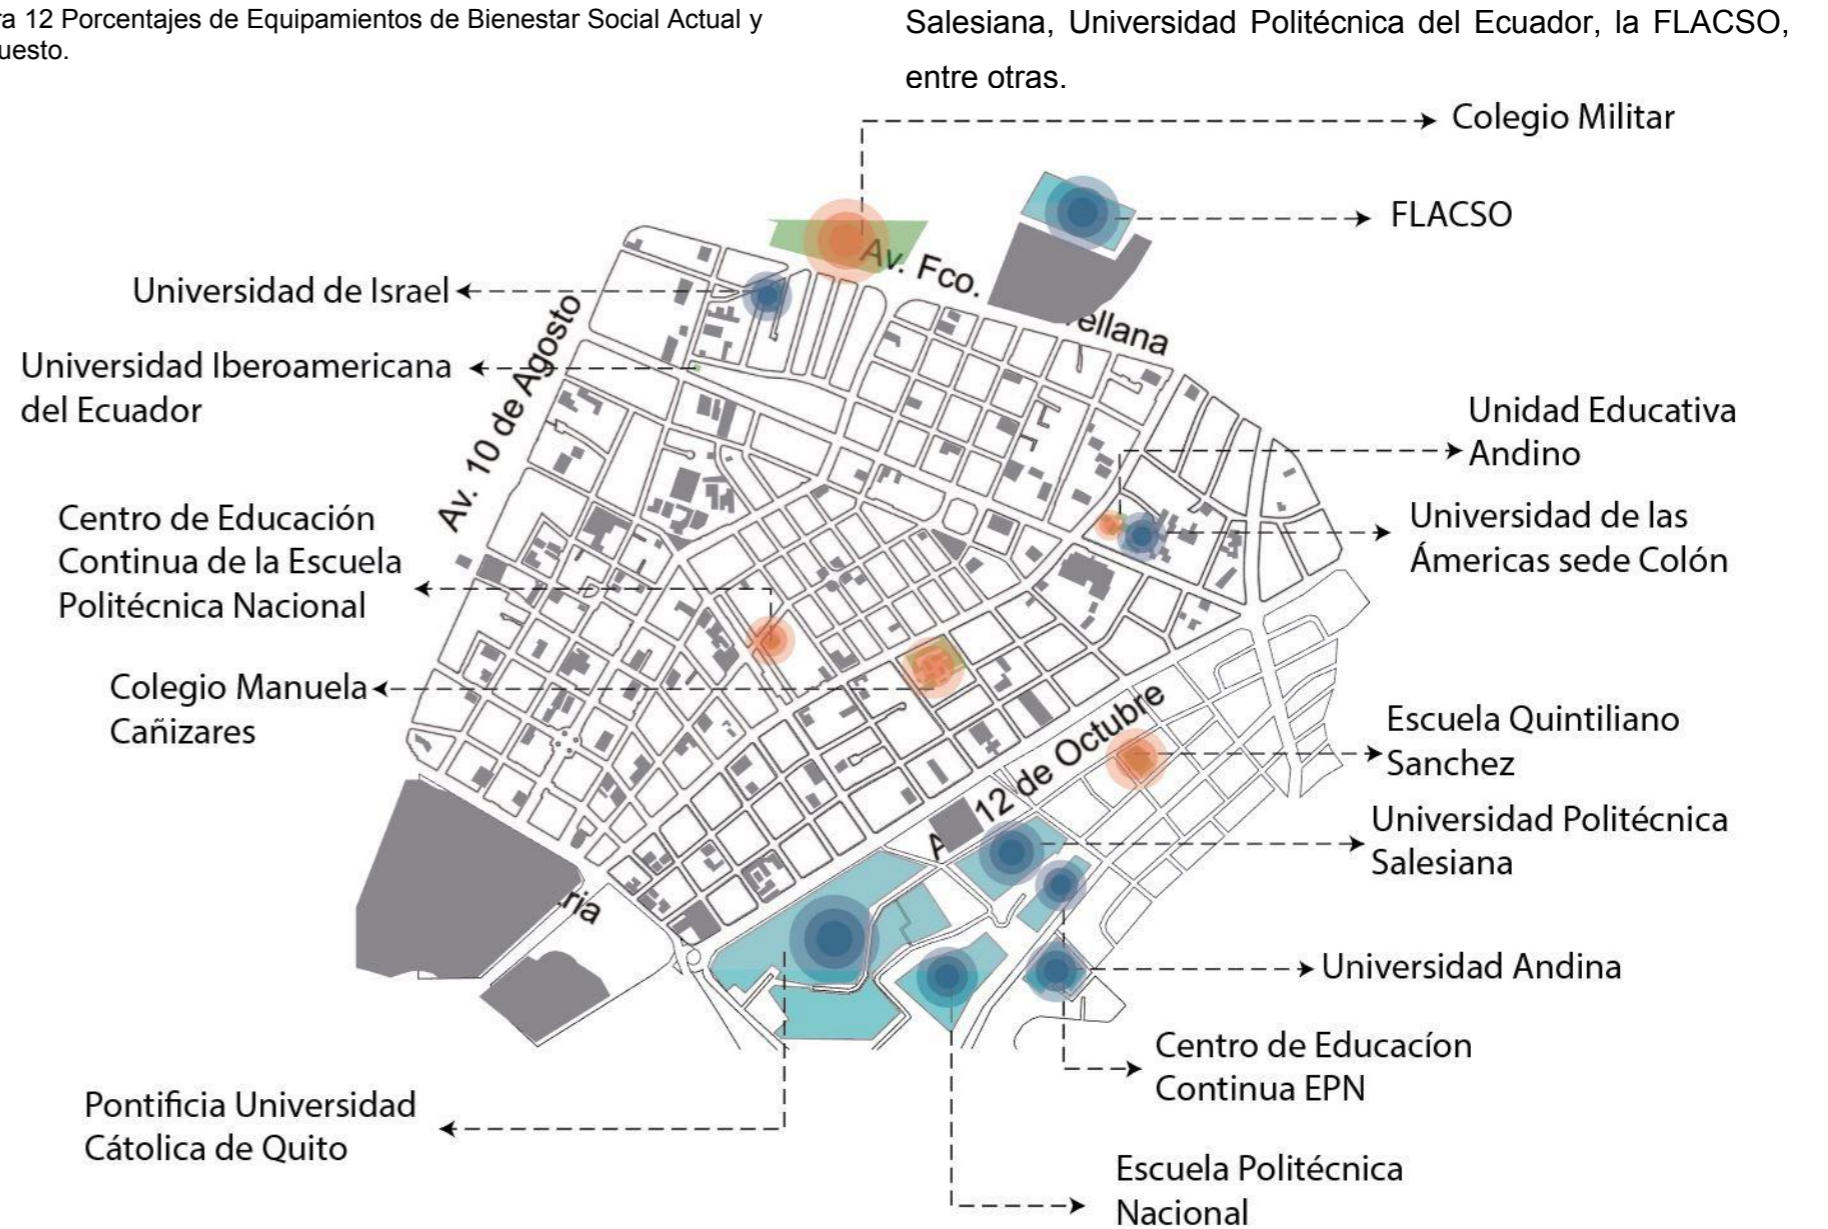 ra 12 Porcentajes de Equipamientos de Bienestar Social Actual y
uesto.
Salesiana, Universidad Politécnica del Ecuador, la FLACSO,
entre otras.
Colegio Militar
FLACSO
Av. Fco.
ellana
Universidad de Israel
Universidad Iberoamericana
del Ecuador
Av. 10 de Agosto
Unidad Educativa
Andino
Universidad de las
Ámericas sede Colón
Centro de Educación
Continua de la Escuela
Politécnica Nacional
Colegio Manuela
Cañizares
12 de Octubre
Escuela Quintiliano
Sanchez
Universidad Politécnica
Salesiana
ria
Universidad Andina
Centro de Educacíon
Continua EPN
Pontificia Universidad
Cátolica de Quito
Escuela Politécnica
Nacional